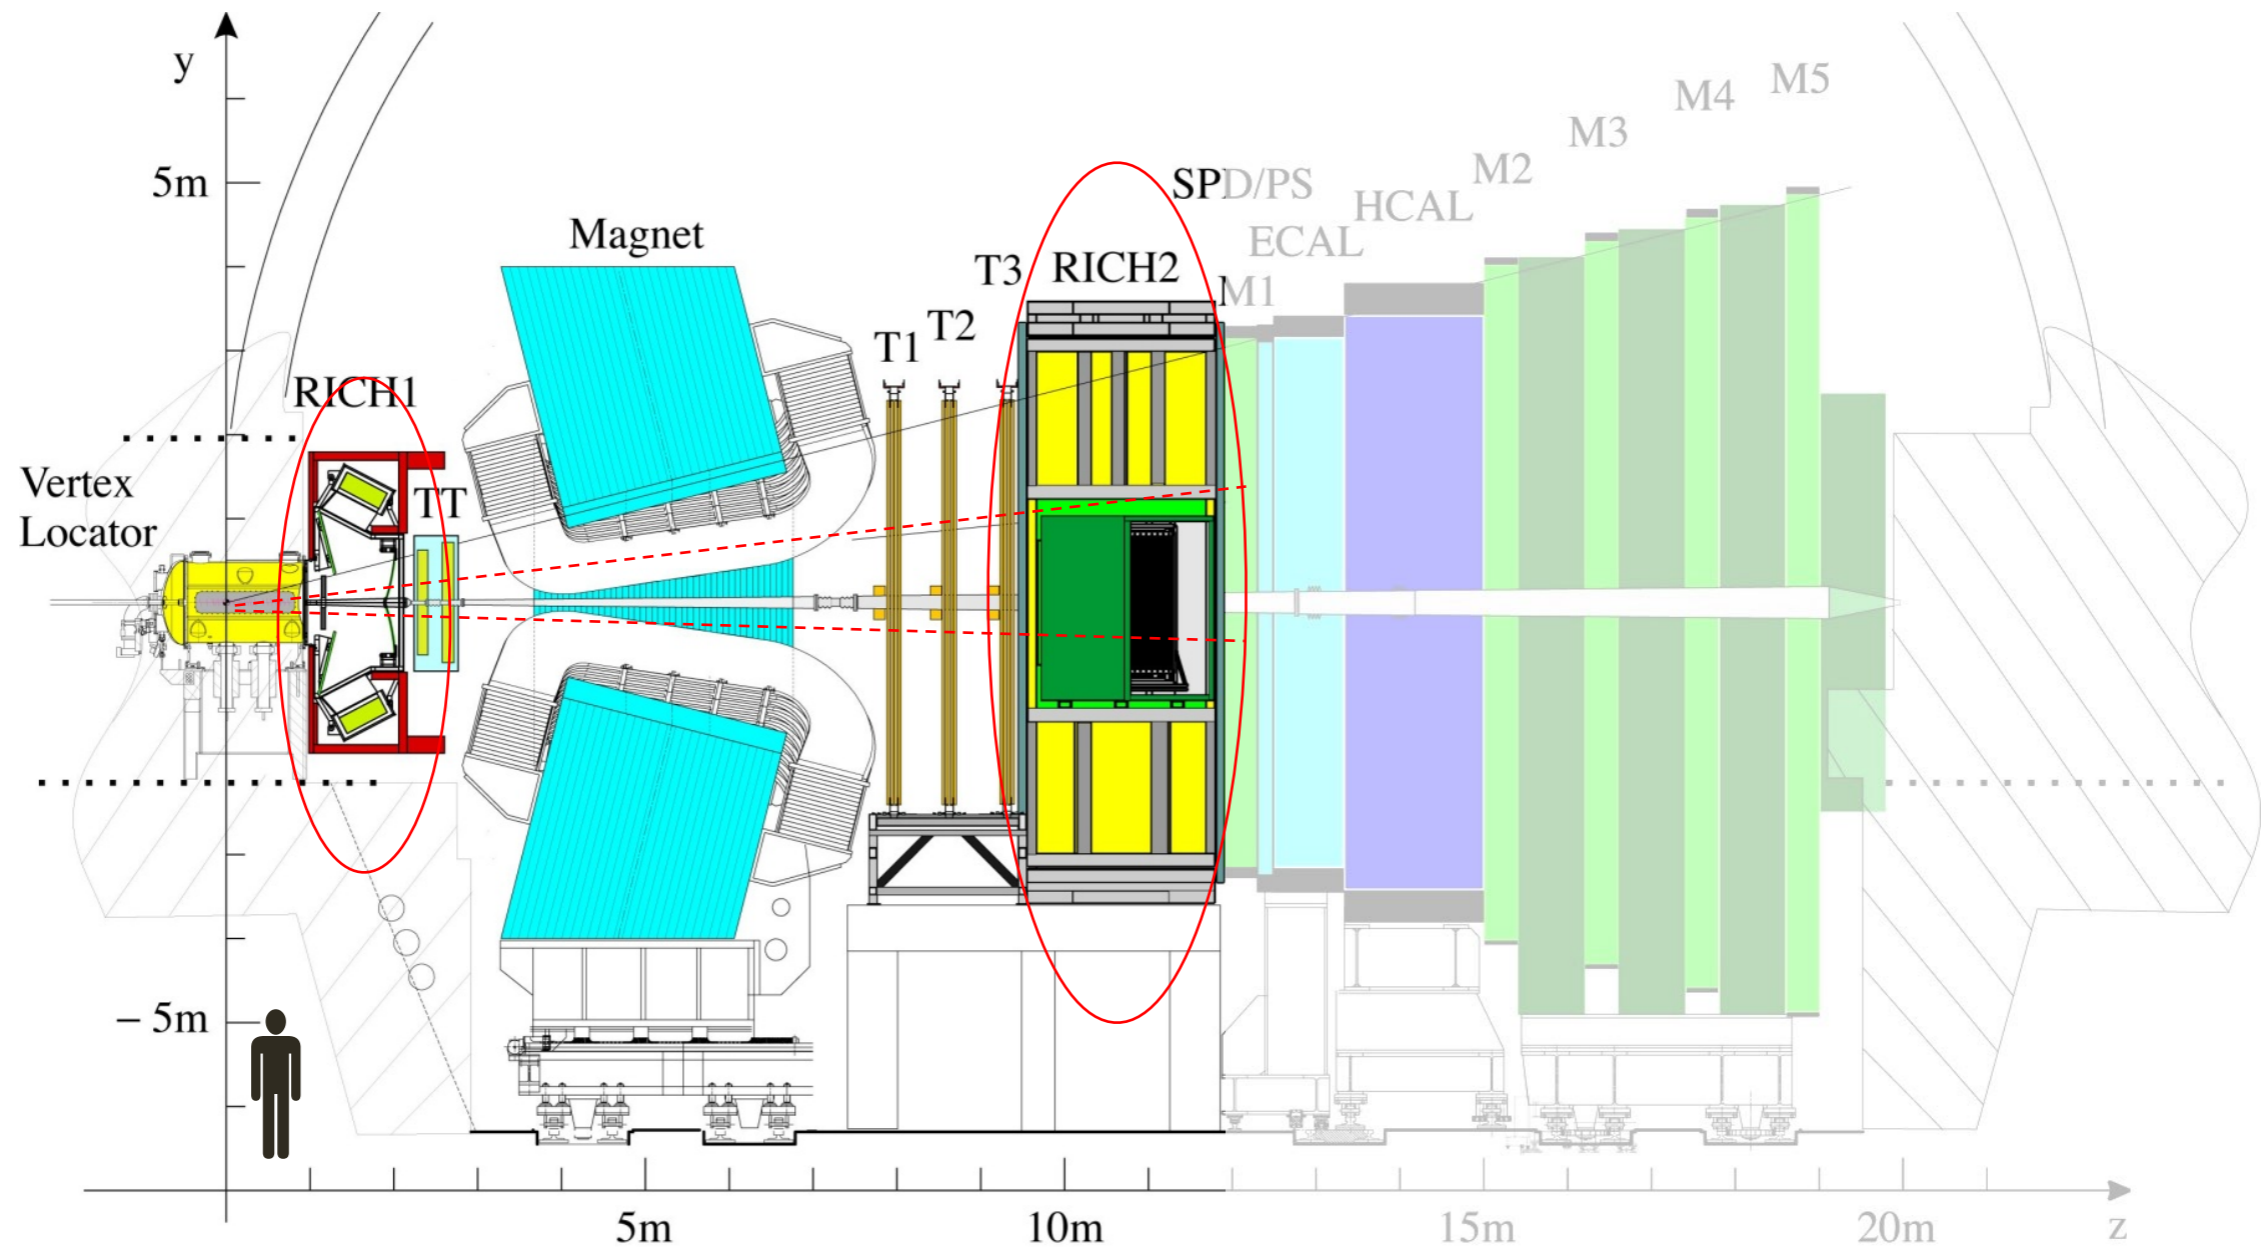 y
5m
Magnet
Vertex
Locator
RICH1
TT
T1
T2
T3
RICH2
SPD/PS
ECAL
HCAL
M1
M2
M3
M4
M5
− 5m
5m
10m
15m
20m
z